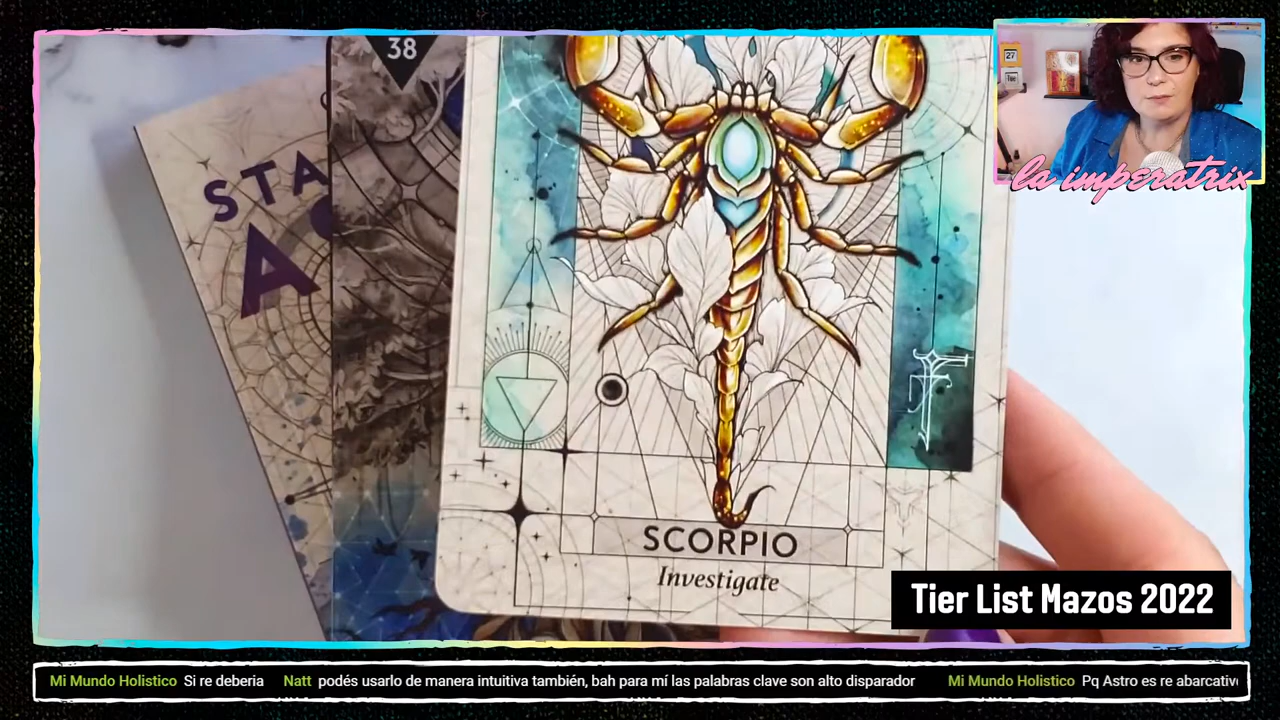 38
STA
A
SCORPIO
Investigate
27
la imperatrix
Tier List Mazos 2022
Mi Mundo Holistico Si re deberia Natt podés usarlo de manera intuitiva también, bah para mí las palabras clave son alto disparador Mi Mundo Holistico Pq Astro es re abarcativ